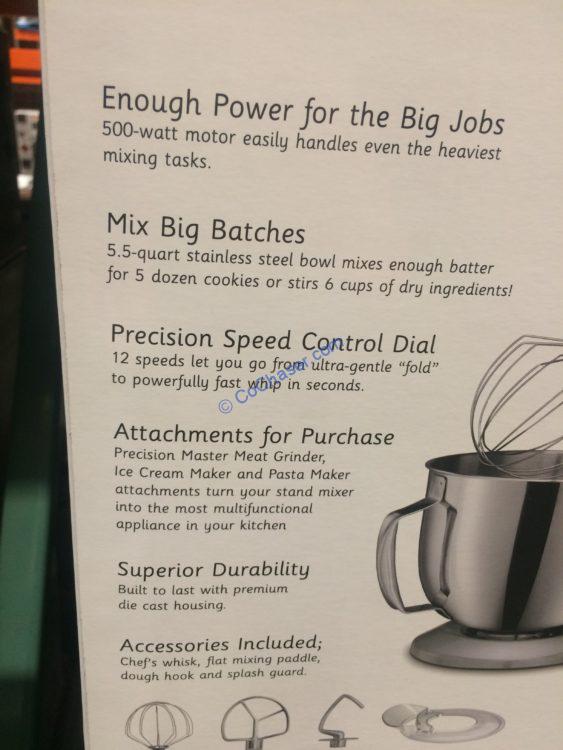 Enough Power for the Big Jobs
500-watt motor easily handles even the heaviest
mixing tasks.
Mix Big Batches
5.5-quart stainless steel bowl mixes enough batter
for 5 dozen cookies or stirs 6 cups of dry ingredients!
Precision Speed Control Dial
12 speeds let you go from ultra-gentle “fold”
to powerfully fast whip in seconds.
© Cochaser.com
Attachments for Purchase
Precision Master Meat Grinder,
Ice Cream Maker and Pasta Maker
attachments turn your stand mixer
into the most multifunctional
appliance in your kitchen
Superior Durability
Built to last with premium
die cast housing.
Accessories Included;
Chef's whisk, flat mixing paddle,
dough hook and splash guard.